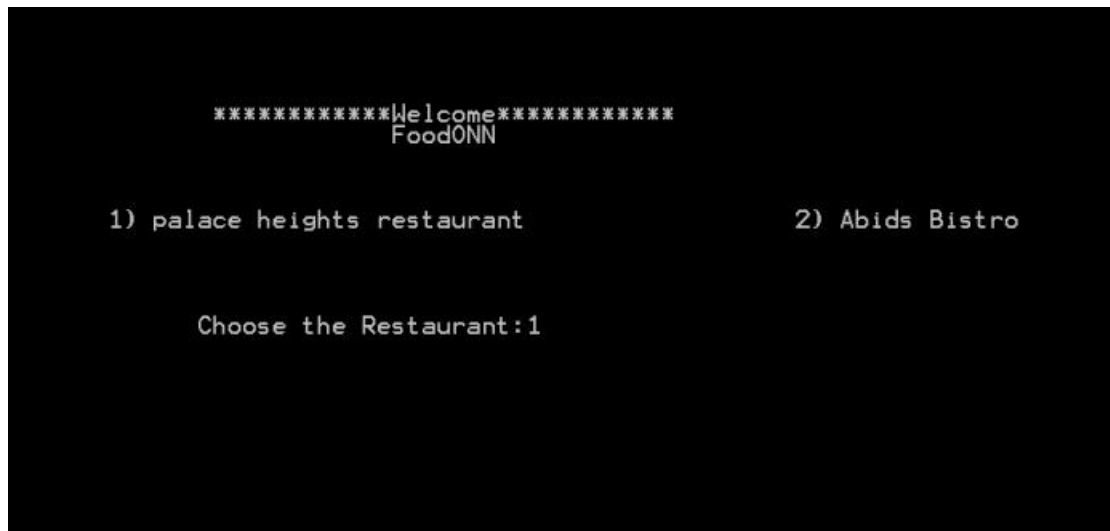 ************Welcome************
FoodONN
1) palace heights restaurant 2) Abids Bistro
Choose the Restaurant:1